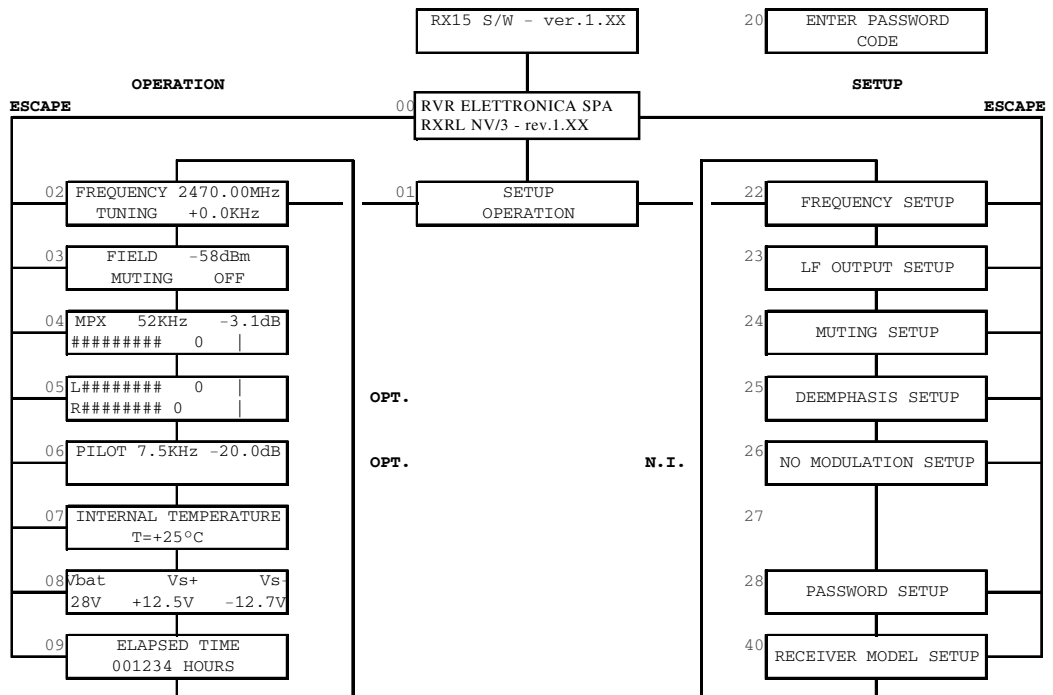 RX15 S/W - ver.1.XX
20 ENTER PASSWORD
CODE
OPERATION
SETUP
ESCAPE
00 RVR ELETTRONICA SPA
RXRL NV/3 - rev.1.XX
ESCAPE
02 FREQUENCY 2470.00MHz
TUNING +0.0KHz
01 SETUP
OPERATION
22 FREQUENCY SETUP
03 FIELD -58dBm
MUTING OFF
23 LF OUTPUT SETUP
04 MPX 52KHz -3.1dB
######### 0 |
24 MUTING SETUP
05 L######## 0 |
R######## 0 |
OPT.
25 DEEMPHASIS SETUP
06 PILOT 7.5KHz -20.0dB
OPT.
N.I.
26 NO MODULATION SETUP
07 INTERNAL TEMPERATURE
T=+25°C
27
08 Vbat Vs+ Vs-
28V +12.5V -12.7V
28 PASSWORD SETUP
09 ELAPSED TIME
001234 HOURS
40 RECEIVER MODEL SETUP